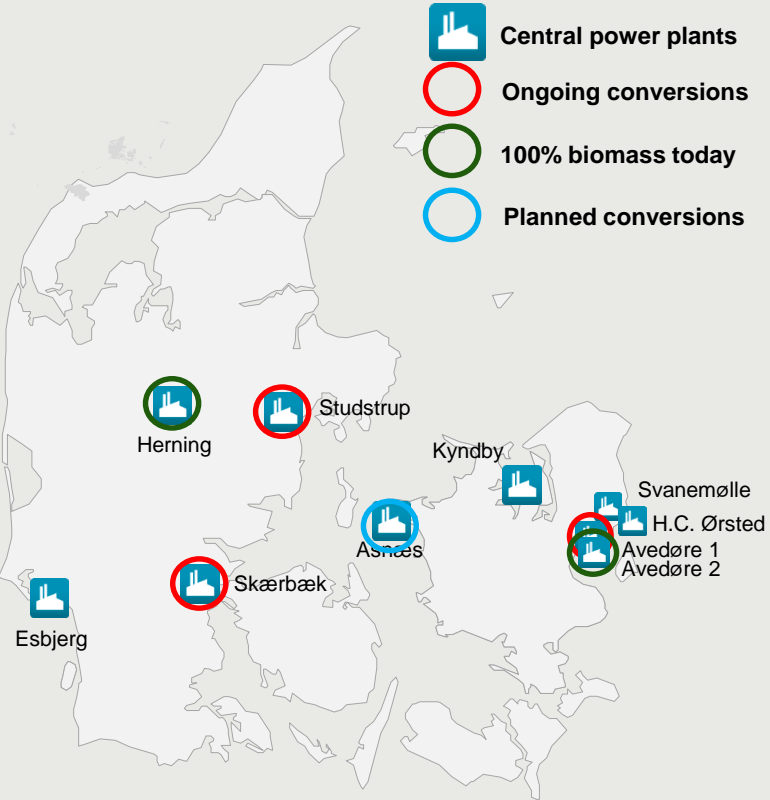 Central power plants
Ongoing conversions
100% biomass today
Planned conversions
Studstrup
Herning
Kyndby
Svanemølle
H.C. Ørsted
Asnæs
Avedøre 1
Avedøre 2
Skærbæk
Esbjerg